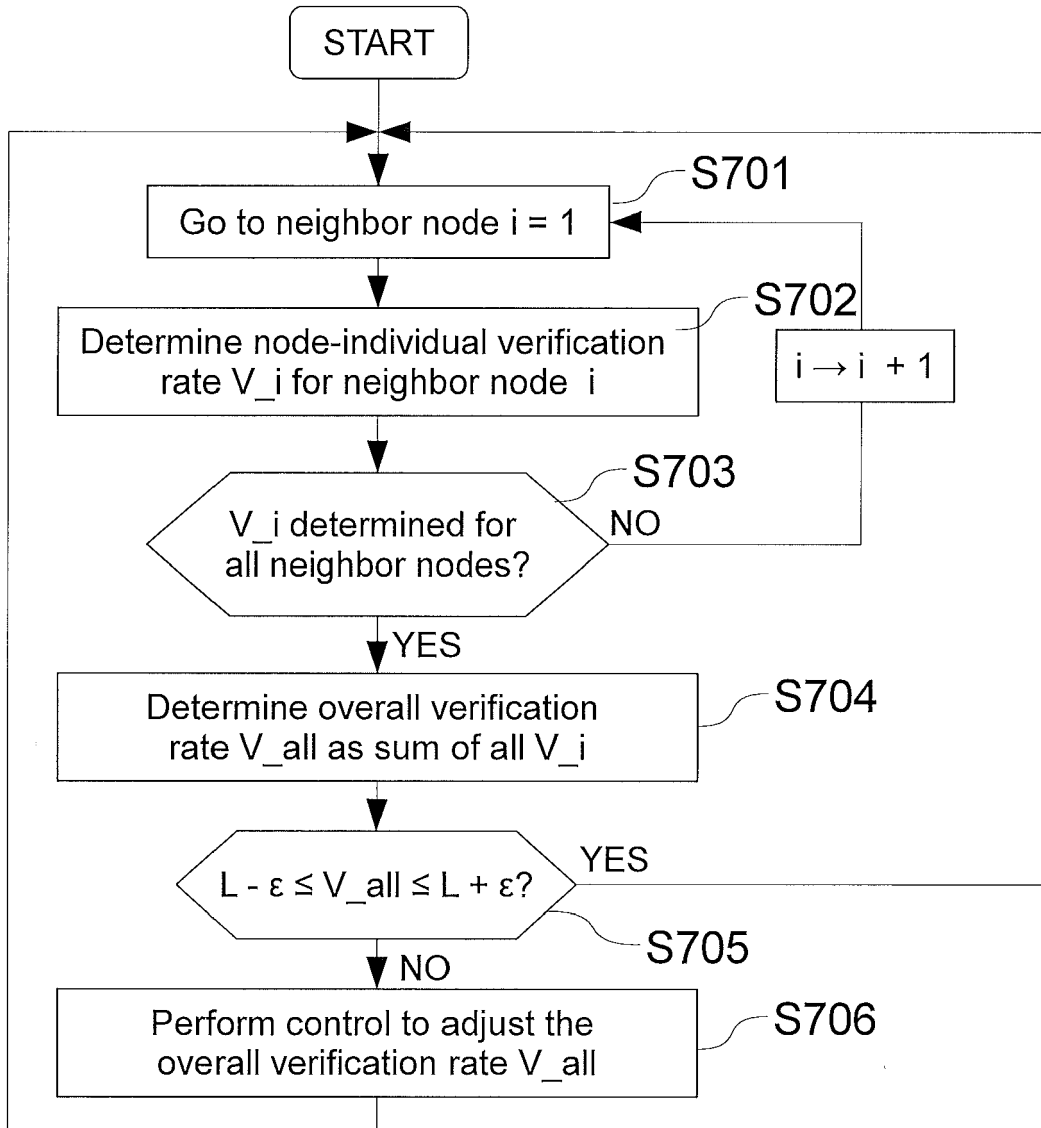 START
S701
Go to neighbor node i = 1
S702
Determine node-individual verification
rate V_i for neighbor node i
i → i + 1
S703
V_i determined for
all neighbor nodes?
NO
YES
S704
Determine overall verification
rate V_all as sum of all V_i
L - ε ≤ V_all ≤ L + ε?
YES
S705
NO
S706
Perform control to adjust the
overall verification rate V_all